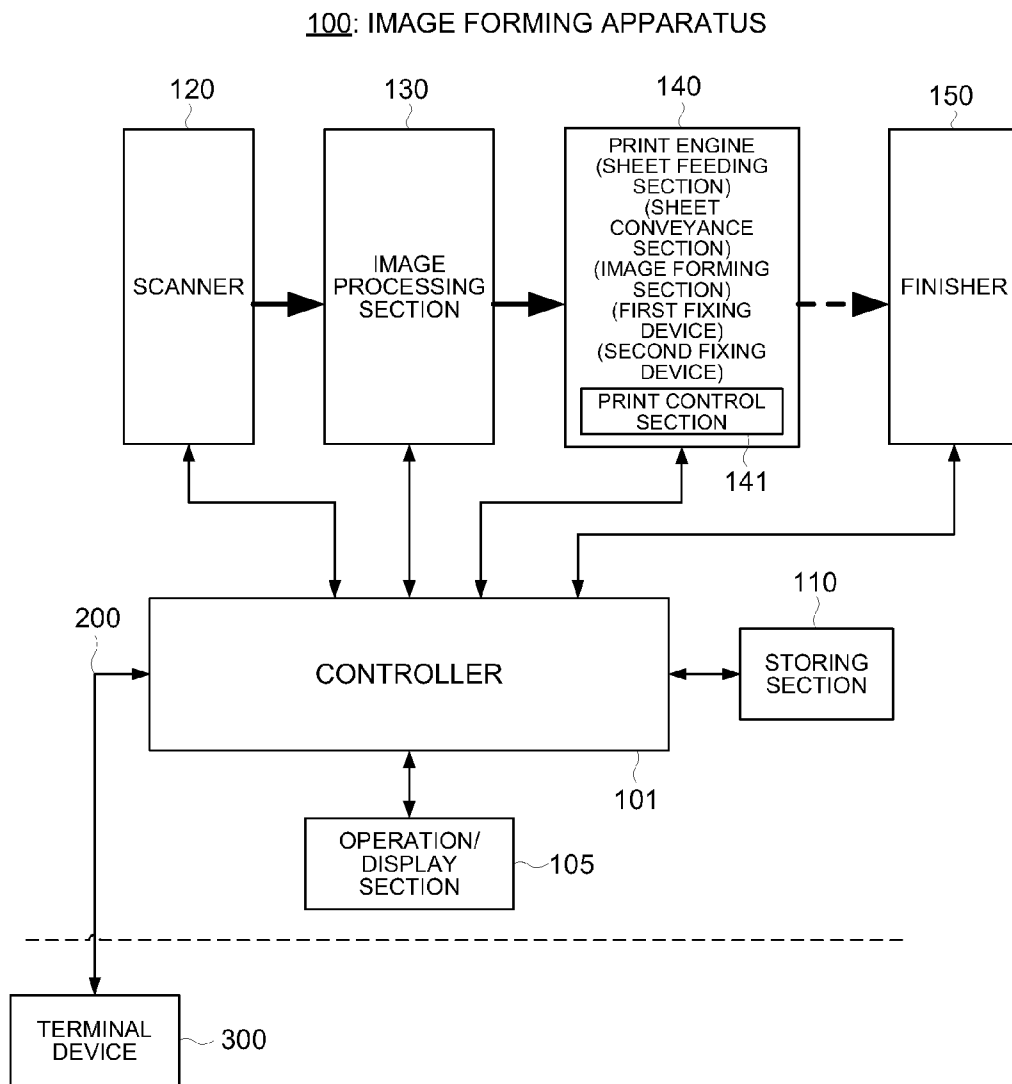 100: IMAGE FORMING APPARATUS
120
130
140
150
SCANNER
IMAGE
PROCESSING
SECTION
PRINT ENGINE
(SHEET FEEDING
SECTION)
(SHEET
CONVEYANCE
SECTION)
(IMAGE FORMING
SECTION)
(FIRST FIXING
DEVICE)
(SECOND FIXING
DEVICE)
PRINT CONTROL
SECTION
141
FINISHER
200
CONTROLLER
101
110
STORING
SECTION
OPERATION/
DISPLAY
SECTION
105
TERMINAL
DEVICE
300